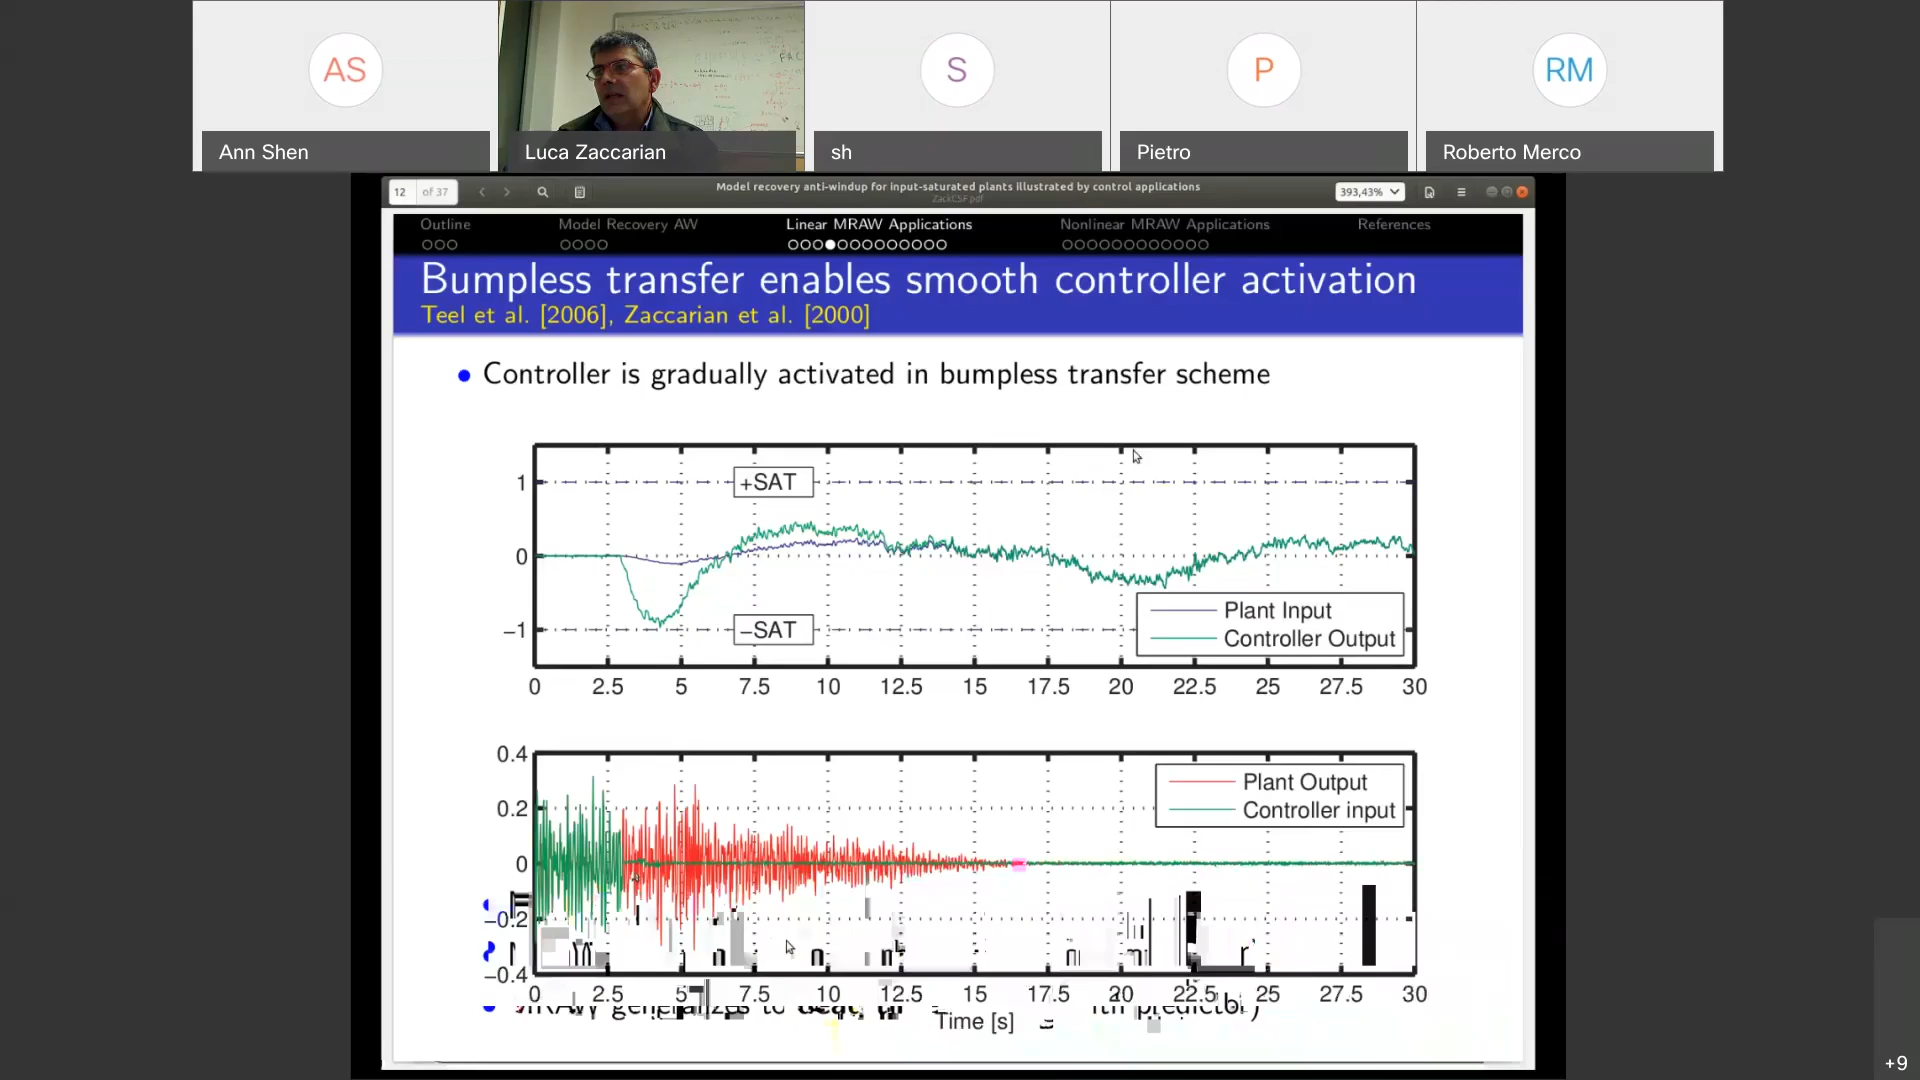 AS
S
P
RM
Ann Shen
Luca Zaccarian
sh
Pietro
Roberto Merco
12 of 37
Model recovery anti-windup for input-saturated plants illustrated by control applications
ZackCSF.pdf
393,43%
Outline
Model Recovery AW
Linear MRAW Applications
Nonlinear MRAW Applications
References
Bumpless transfer enables smooth controller activation
Teel et al. [2006], Zaccarian et al. [2000]
Controller is gradually activated in bumpless transfer scheme
1
+SAT
0
−SAT
−1
Plant Input
Controller Output
0 2.5 5 7.5 10 12.5 15 17.5 20 22.5 25 27.5 30
0.4
Plant Output
0.2
Controller input
0
−0.2
−0.4
0 2.5 5 7.5 10 12.5 15 17.5 20 22.5 25 27.5 30
Time [s]
+9